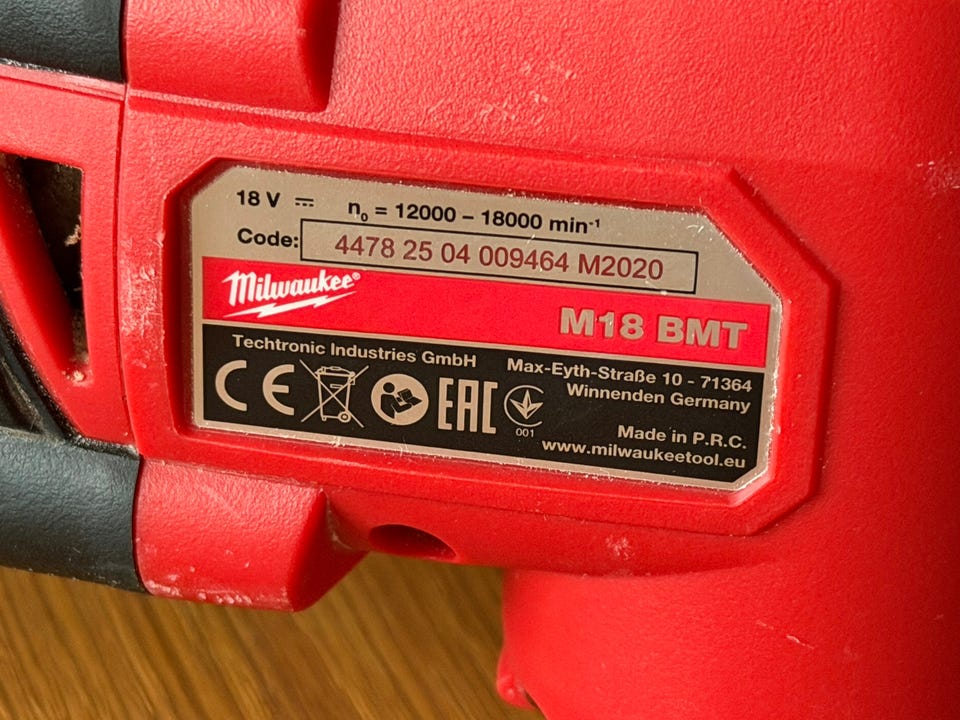 18 V ⎓ n₀ = 12000 – 18000 min⁻¹
Code: 4478 25 04 009464 M2020
Milwaukee®
M18 BMT
Techtronic Industries GmbH
Max-Eyth-Straße 10 - 71364
Winnenden Germany
CE
EAC
001
Made in P.R.C.
www.milwaukeetool.eu